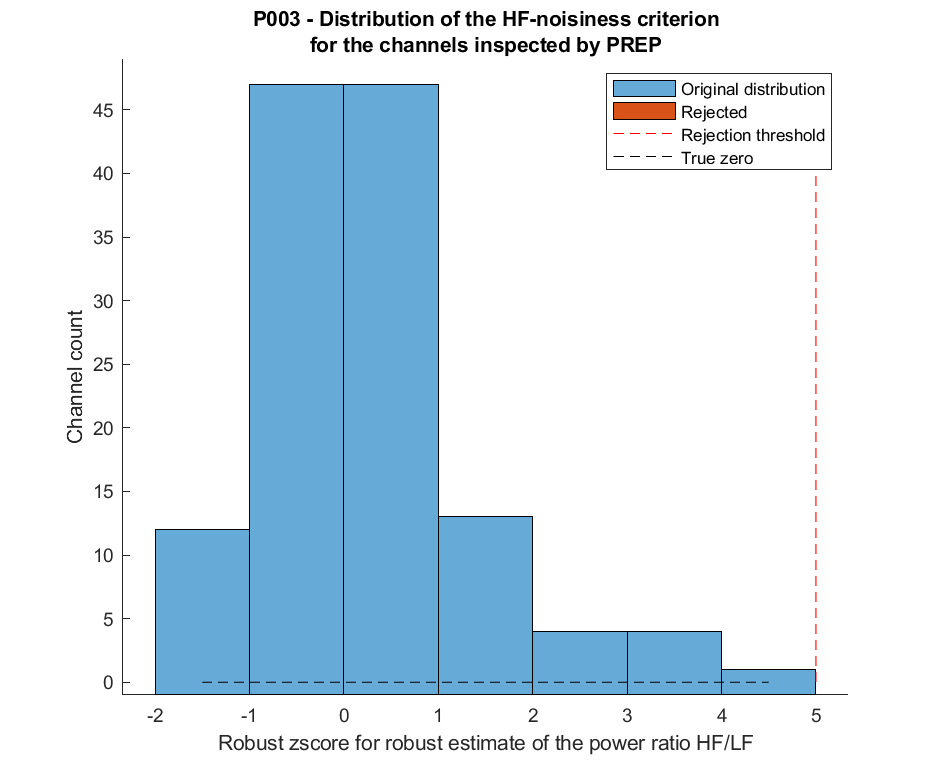 P003 - Distribution of the HF-noisiness criterion
for the channels inspected by PREP
Original distribution
Rejected
Rejection threshold
True zero
Channel count
45
40
35
30
25
20
15
10
5
0
-2 -1 0 1 2 3 4 5
Robust zscore for robust estimate of the power ratio HF/LF